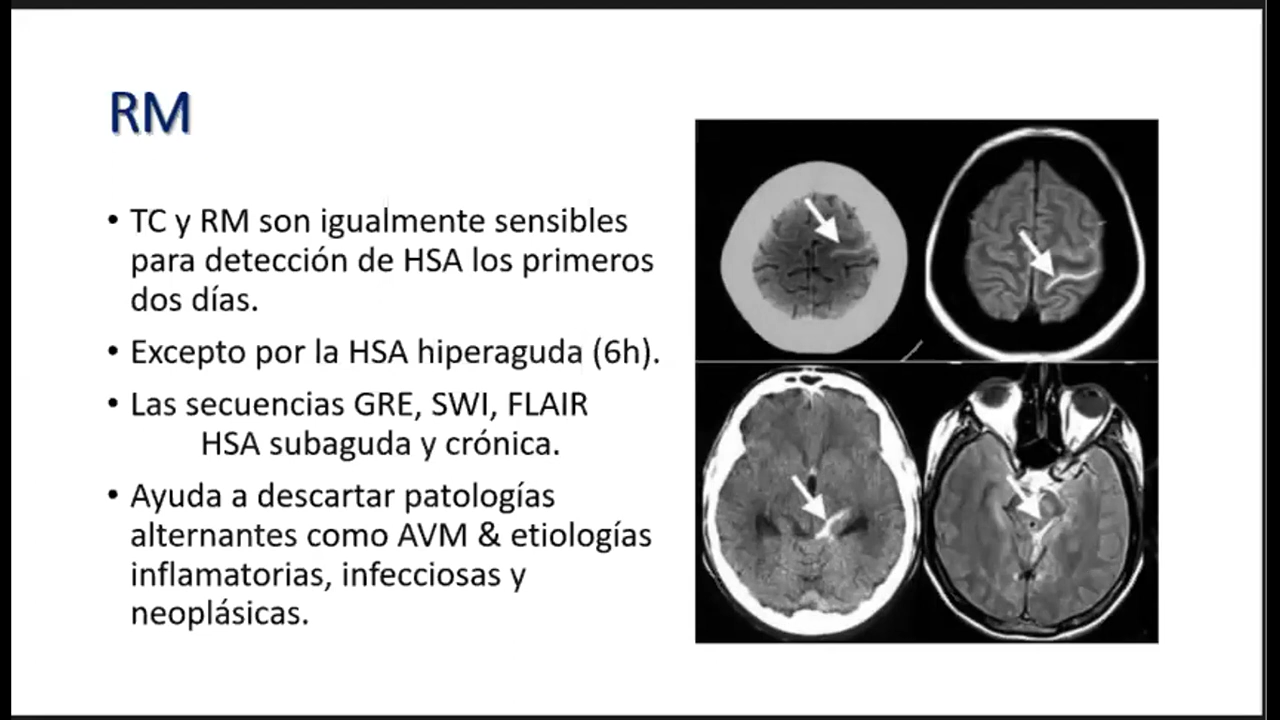 RM
• TC y RM son igualmente sensibles
para detección de HSA los primeros
dos días.
• Excepto por la HSA hiperaguda (6h).
• Las secuencias GRE, SWI, FLAIR
HSA subaguda y crónica.
• Ayuda a descartar patologías
alternantes como AVM & etiologías
inflamatorias, infecciosas y
neoplásicas.